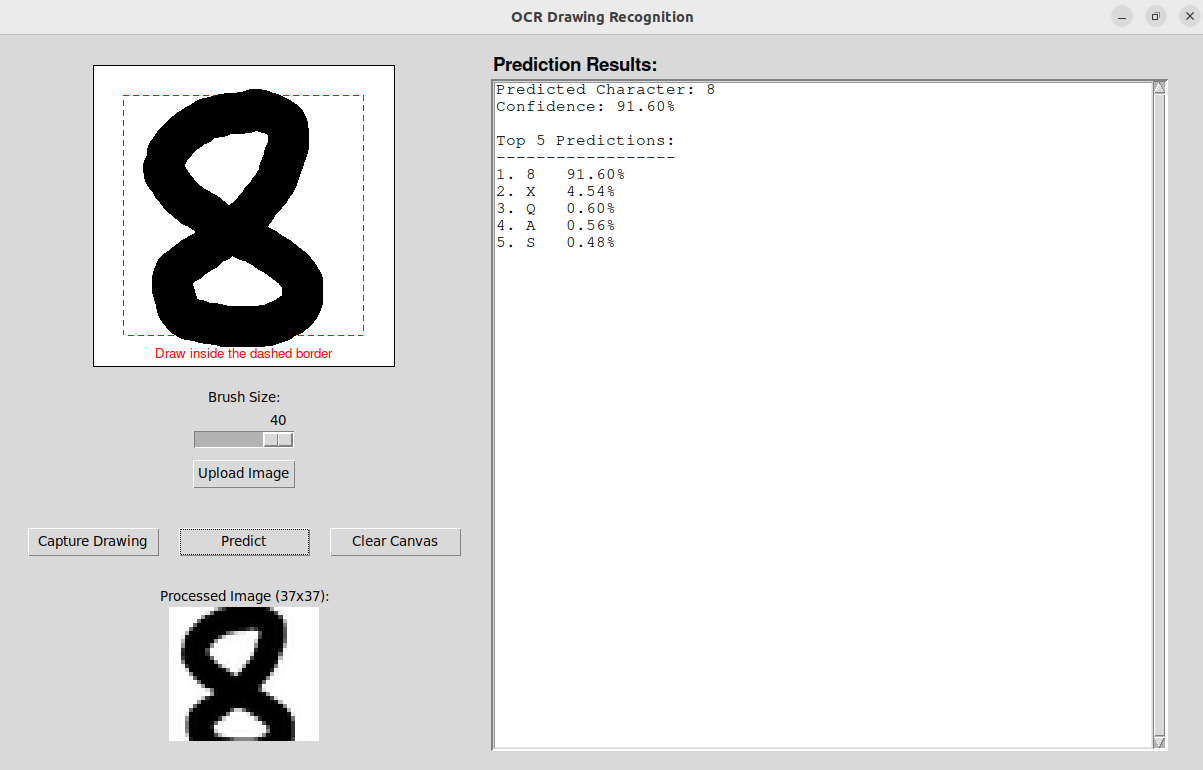 OCR Drawing Recognition
8
Draw inside the dashed border
Brush Size:
40
Upload Image
Capture Drawing
Predict
Clear Canvas
Processed Image (37x37):
8
Prediction Results:
Predicted Character: 8
Confidence: 91.60%
Top 5 Predictions:
------------------
1. 8 91.60%
2. X 4.54%
3. Q 0.60%
4. A 0.56%
5. S 0.48%